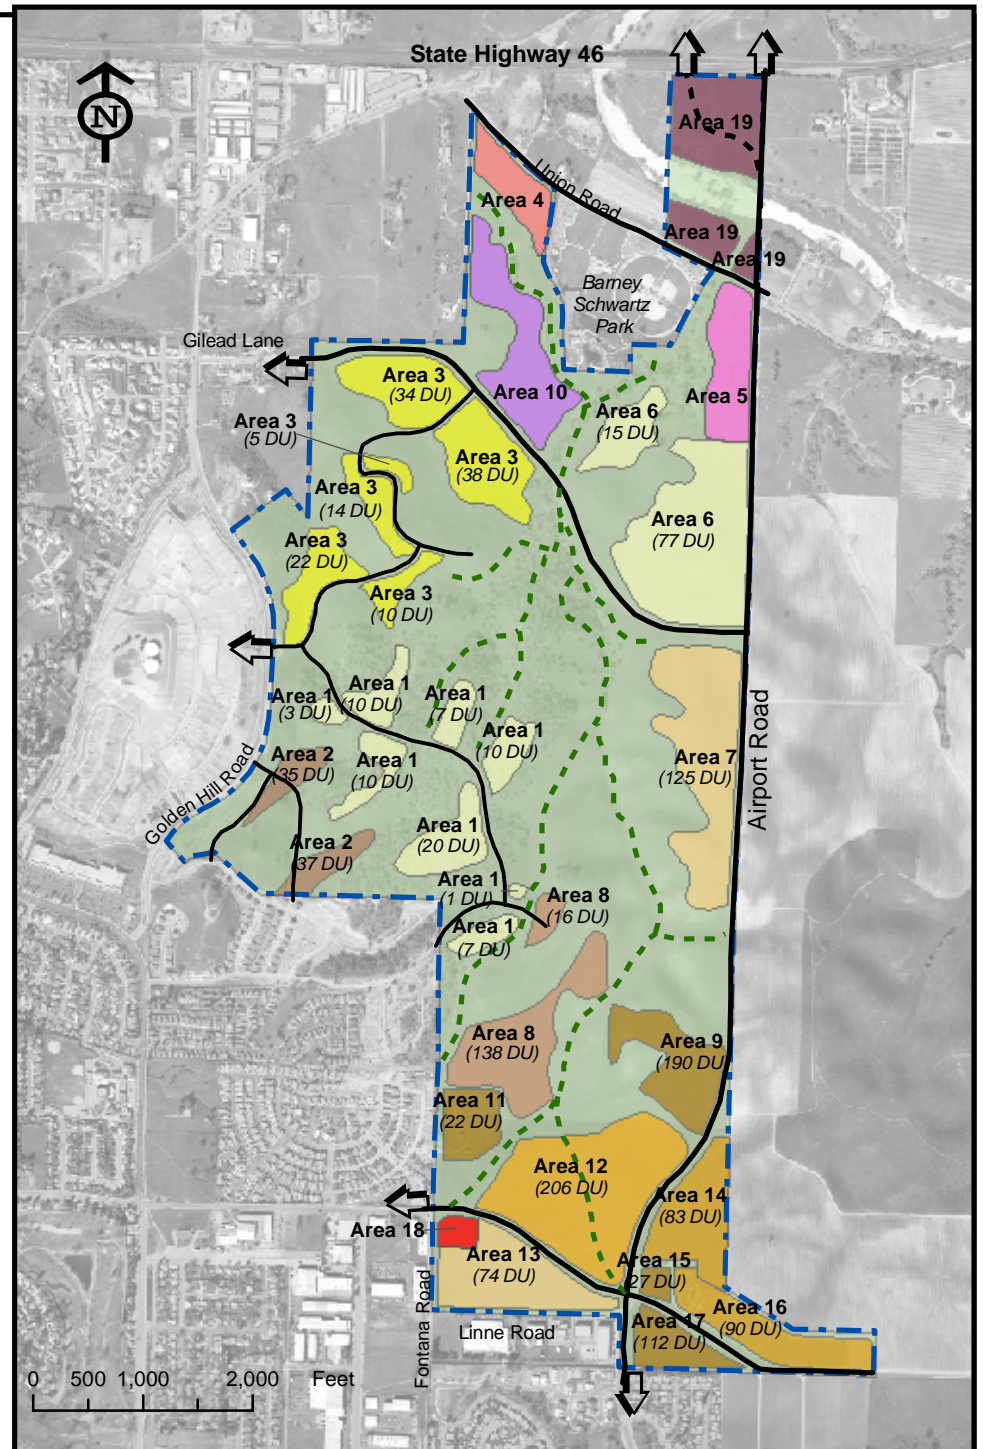 State Highway 46
N
Area 19
Union Road
Area 4
Area 19
Area 19
Barney
Schwartz
Park
Gilead Lane
Area 3
(34 DU)
Area 10
Area 5
Area 6
(15 DU)
Area 3
(5 DU)
Area 3
(38 DU)
Area 3
(14 DU)
Area 6
(77 DU)
Area 3
(22 DU)
Area 3
(10 DU)
Area 1
(3 DU)
Area 1
(10 DU)
Area 1
(7 DU)
Area 1
(10 DU)
Area 2
(35 DU)
Area 1
(10 DU)
Area 7
(125 DU)
Airport Road
Golden Hill Road
Area 2
(37 DU)
Area 1
(20 DU)
Area 1
(1 DU)
Area 8
(16 DU)
Area 1
(7 DU)
Area 8
(138 DU)
Area 9
(190 DU)
Area 11
(22 DU)
Area 12
(206 DU)
Area 14
(83 DU)
Area 18
Area 13
(74 DU)
Area 15
(27 DU)
Area 16
(90 DU)
Area 17
(112 DU)
Fontana Road
Linne Road
0 500 1,000 2,000 Feet